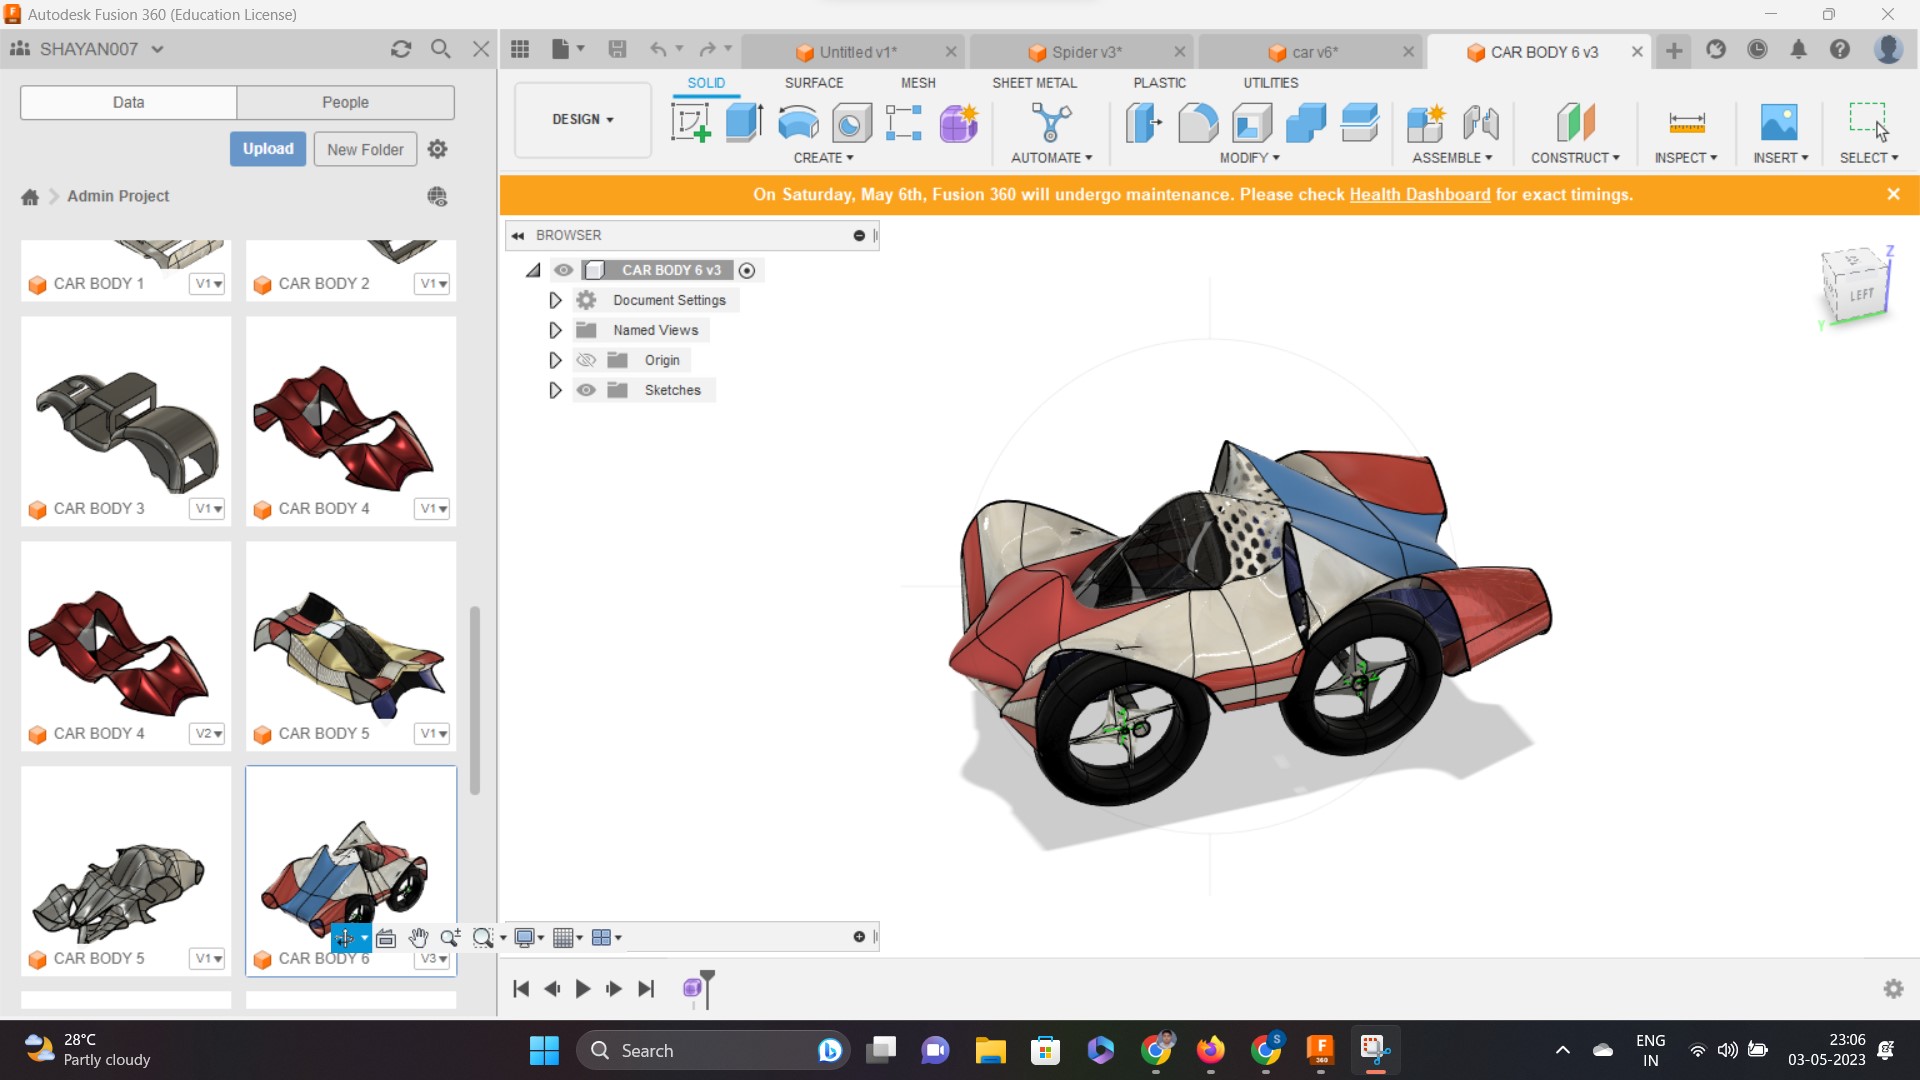 Autodesk Fusion 360 (Education License)
SHAYAN007
Untitled v1*
Spider v3*
car v6*
CAR BODY 6 v3
Data
People
Upload
New Folder
Admin Project
DESIGN
SOLID
SURFACE
MESH
SHEET METAL
PLASTIC
UTILITIES
CREATE
AUTOMATE
MODIFY
ASSEMBLE
CONSTRUCT
INSPECT
INSERT
SELECT
On Saturday, May 6th, Fusion 360 will undergo maintenance. Please check Health Dashboard for exact timings.
BROWSER
CAR BODY 6 v3
Document Settings
Named Views
Origin
Sketches
Z
LEFT
Y
CAR BODY 1
V1
CAR BODY 2
V1
CAR BODY 3
V1
CAR BODY 4
V1
CAR BODY 4
V2
CAR BODY 5
V1
CAR BODY 5
V1
CAR BODY 6
V3
28°C
Partly cloudy
Search
S
F
360
ENG
IN
23:06
03-05-2023